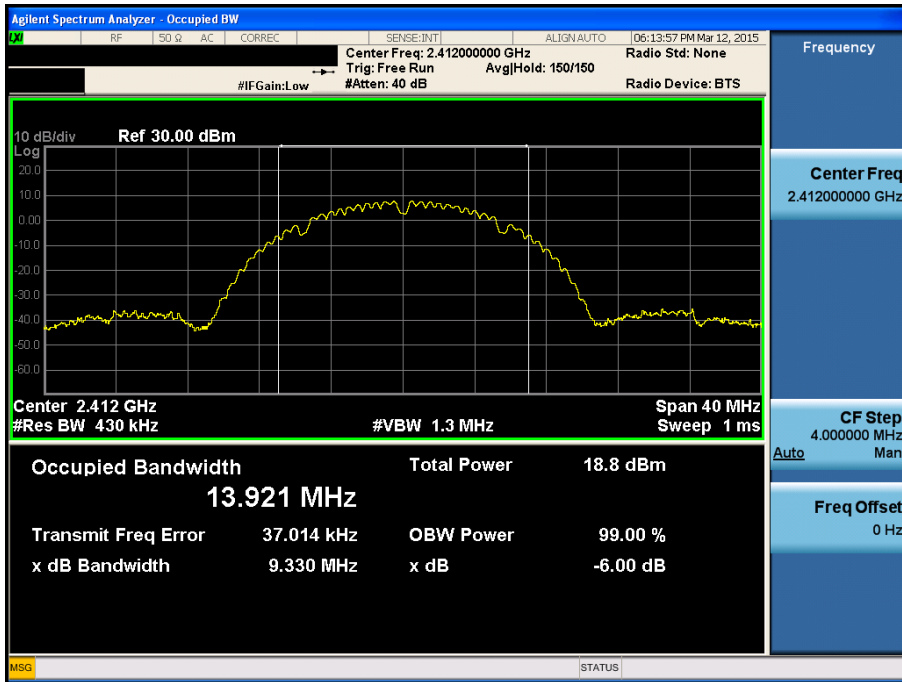 Agilent Spectrum Analyzer - Occupied BW
LXI RF 50 Ω AC CORREC SENSE:INT ALIGN AUTO 06:13:57 PM Mar 12, 2015
Center Freq: 2.412000000 GHz Radio Std: None
Trig: Free Run Avg|Hold: 150/150
#IFGain:Low #Atten: 40 dB Radio Device: BTS
Frequency
10 dB/div Ref 30.00 dBm
Log
20.0
10.0
0.00
-10.0
-20.0
-30.0
-40.0
-50.0
-60.0
Center 2.412 GHz Span 40 MHz
#Res BW 430 kHz #VBW 1.3 MHz Sweep 1 ms
Occupied Bandwidth Total Power 18.8 dBm
13.921 MHz
Transmit Freq Error 37.014 kHz OBW Power 99.00 %
x dB Bandwidth 9.330 MHz x dB -6.00 dB
Center Freq
2.412000000 GHz
CF Step
4.000000 MHz
Auto Man
Freq Offset
0 Hz
MSG STATUS